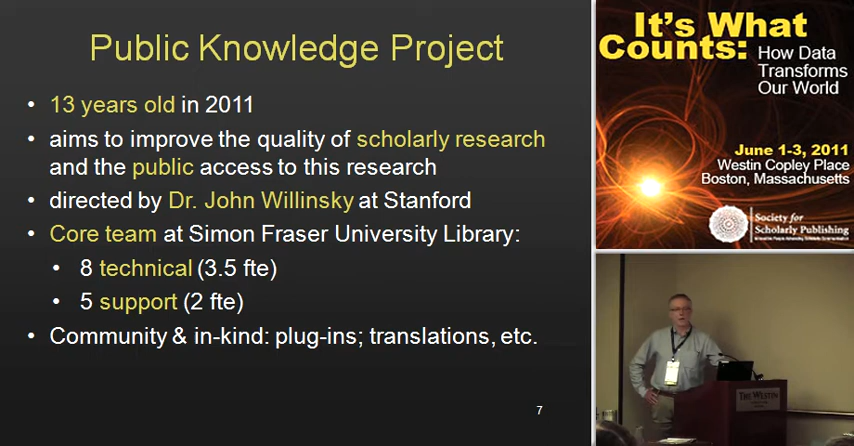 Public Knowledge Project
• 13 years old in 2011
• aims to improve the quality of scholarly research
and the public access to this research
• directed by Dr. John Willinsky at Stanford
• Core team at Simon Fraser University Library:
• 8 technical (3.5 fte)
• 5 support (2 fte)
• Community & in-kind: plug-ins; translations, etc.
7
It's What
Counts:
How Data
Transforms
Our World
June 1-3, 2011
Westin Copley Place
Boston, Massachusetts
Society for
Scholarly Publishing
THE WESTIN